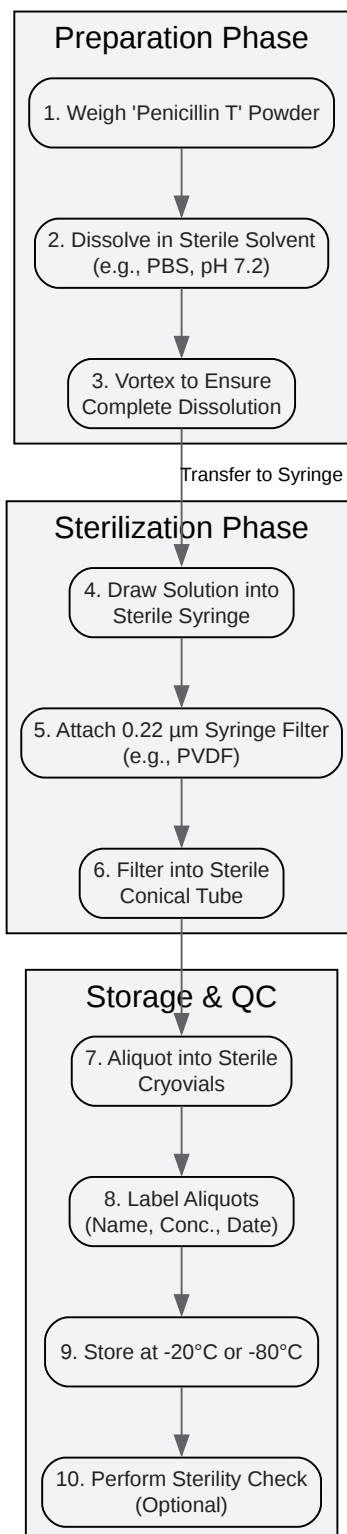 Preparation Phase
1. Weigh 'Penicillin T' Powder
2. Dissolve in Sterile Solvent
(e.g., PBS, pH 7.2)
3. Vortex to Ensure
Complete Dissolution
Transfer to Syringe
Sterilization Phase
4. Draw Solution into
Sterile Syringe
5. Attach 0.22 µm Syringe Filter
(e.g., PVDF)
6. Filter into Sterile
Conical Tube
Storage & QC
7. Aliquot into Sterile
Cryovials
8. Label Aliquots
(Name, Conc., Date)
9. Store at -20°C or -80°C
10. Perform Sterility Check
(Optional)